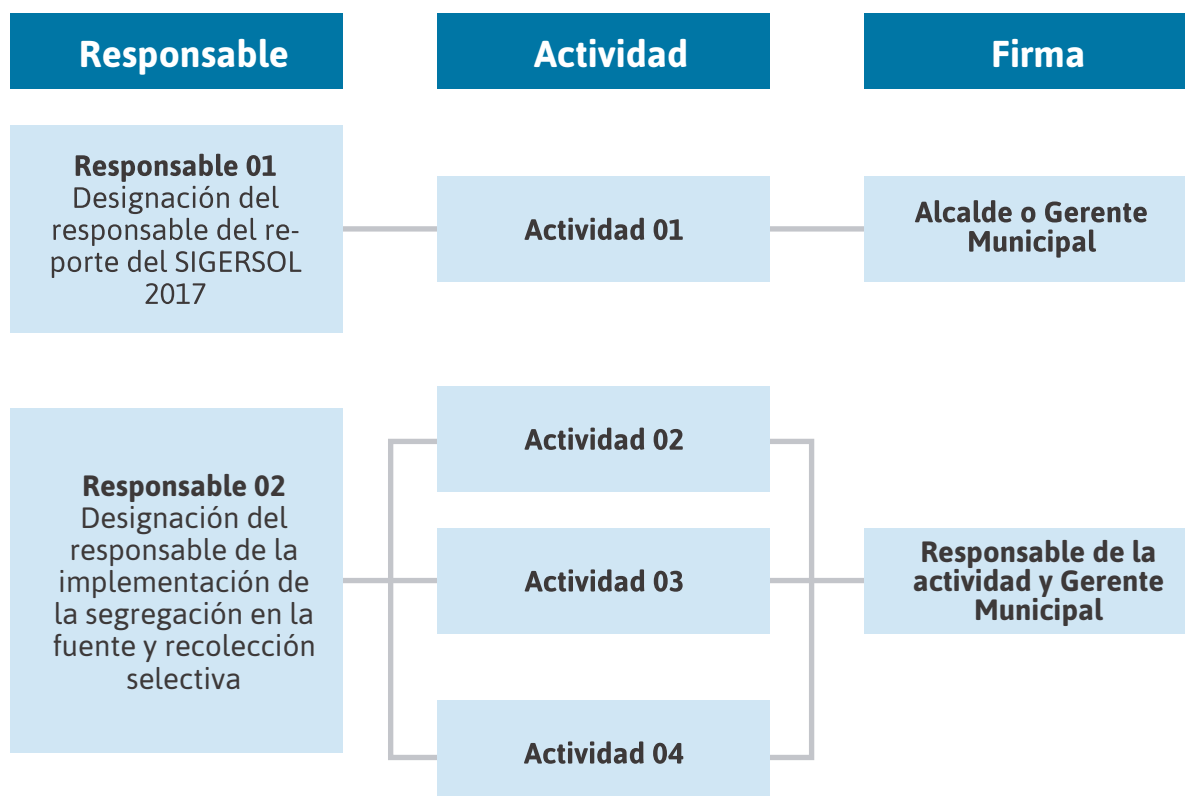 Responsable
Actividad
Firma
Responsable 01
Designación del
responsable del re-
porte del SIGERSOL
2017
Actividad 01
Alcalde o Gerente
Municipal
Responsable 02
Designación del
responsable de la
implementación de
la segregación en la
fuente y recolección
selectiva
Actividad 02
Actividad 03
Actividad 04
Responsable de la
actividad y Gerente
Municipal